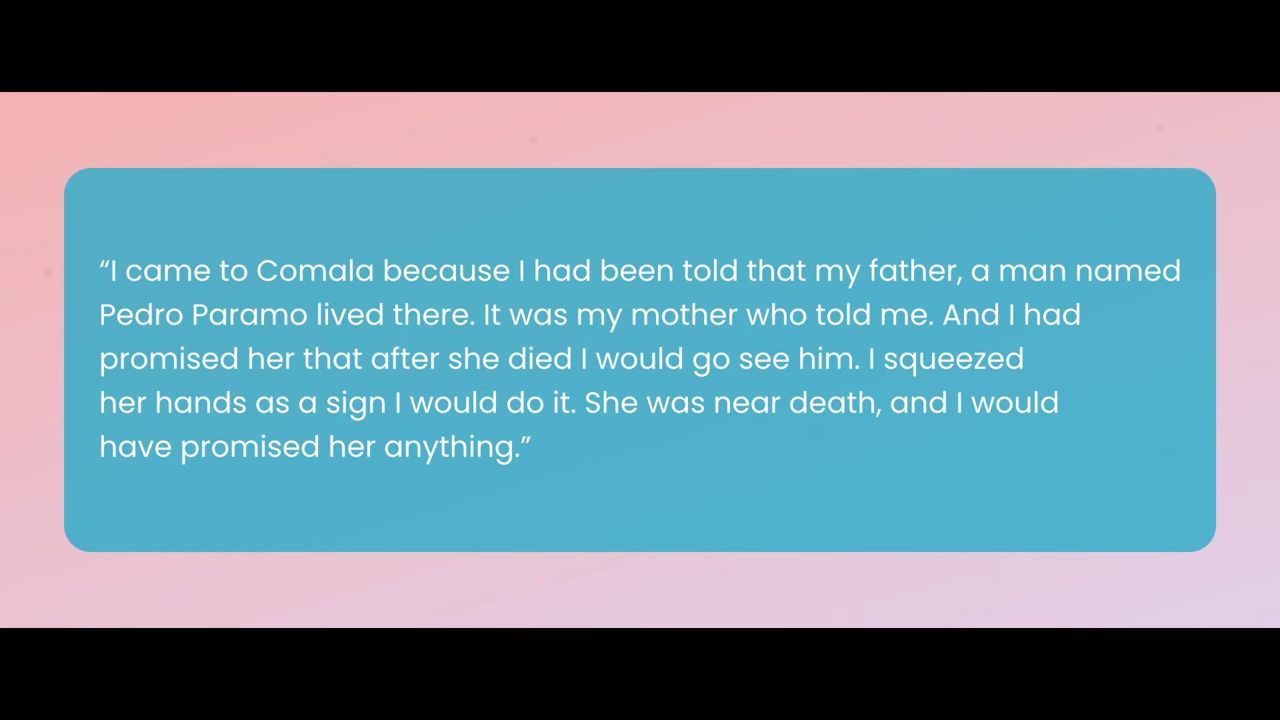 “I came to Comala because I had been told that my father, a man named
Pedro Paramo lived there. It was my mother who told me. And I had
promised her that after she died I would go see him. I squeezed
her hands as a sign I would do it. She was near death, and I would
have promised her anything.”